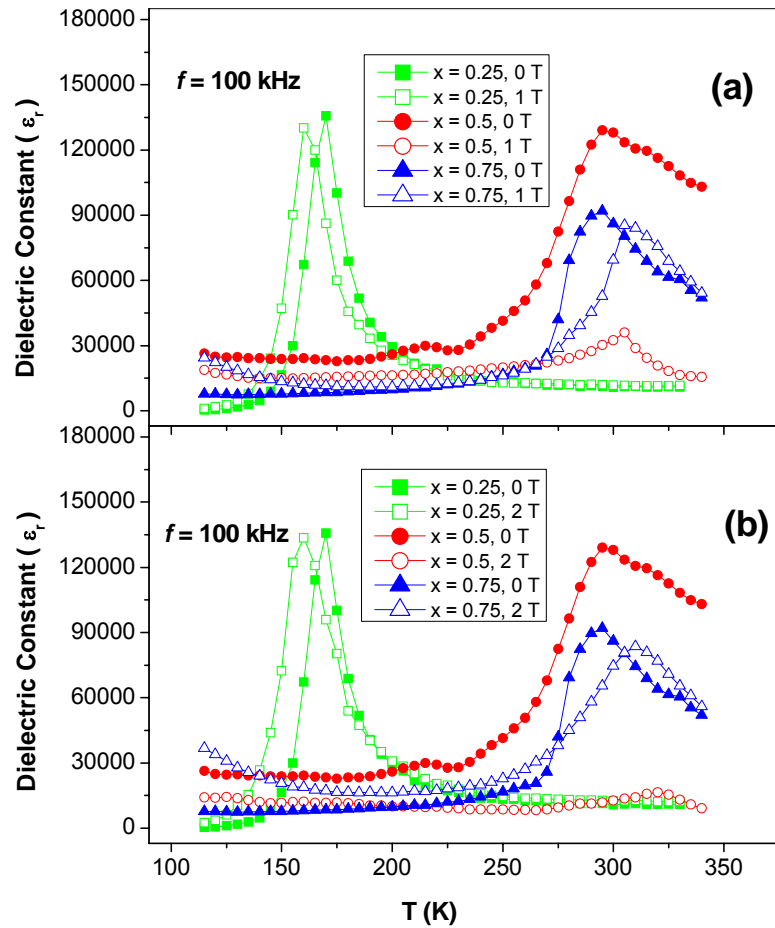 180000
150000
120000
90000
60000
30000
0
Dielectric Constant ( εr)
f = 100 kHz
x = 0.25, 0 T
x = 0.25, 1 T
x = 0.5, 0 T
x = 0.5, 1 T
x = 0.75, 0 T
x = 0.75, 1 T
(a)
180000
150000
120000
90000
60000
30000
0
Dielectric Constant ( εr)
f = 100 kHz
x = 0.25, 0 T
x = 0.25, 2 T
x = 0.5, 0 T
x = 0.5, 2 T
x = 0.75, 0 T
x = 0.75, 2 T
(b)
100 150 200 250 300 350
T (K)